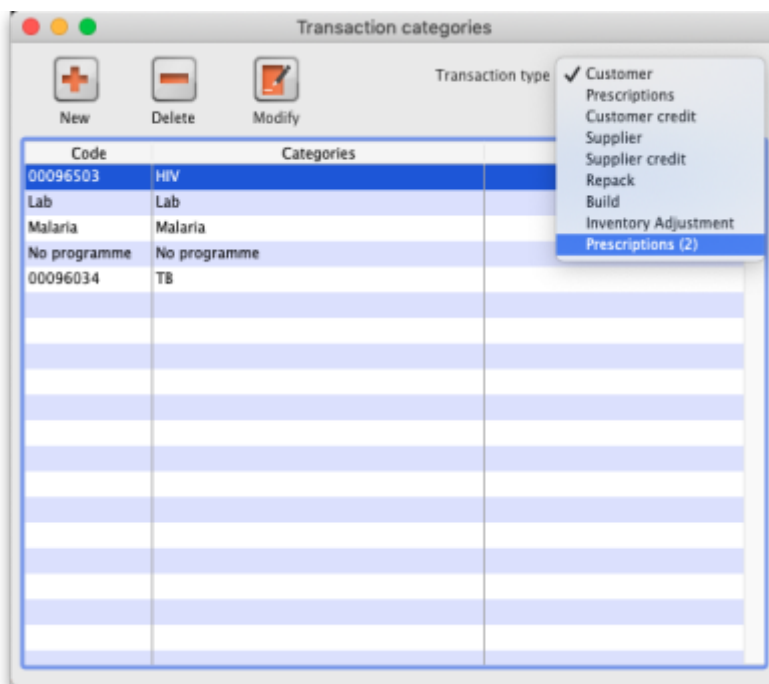 Transaction categories
New
Delete
Modify
Transaction type
✓ Customer
Prescriptions
Customer credit
Supplier
Supplier credit
Repack
Build
Inventory Adjustment
Prescriptions (2)
Code Categories
00096503 HIV
Lab Lab
Malaria Malaria
No programme No programme
00096034 TB